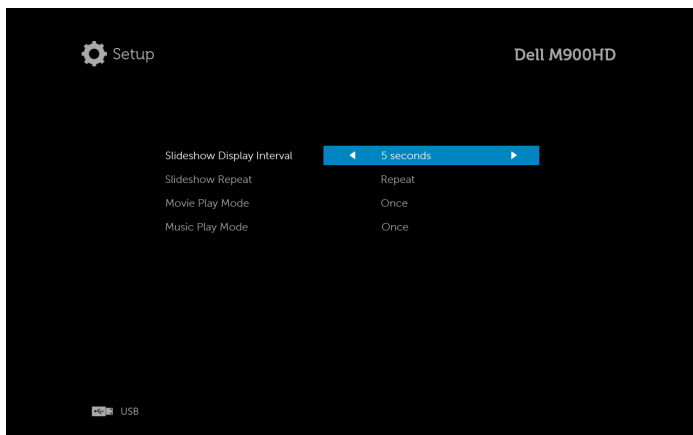 Setup
Dell M900HD
Slideshow Display Interval 5 seconds
Slideshow Repeat Repeat
Movie Play Mode Once
Music Play Mode Once
USB